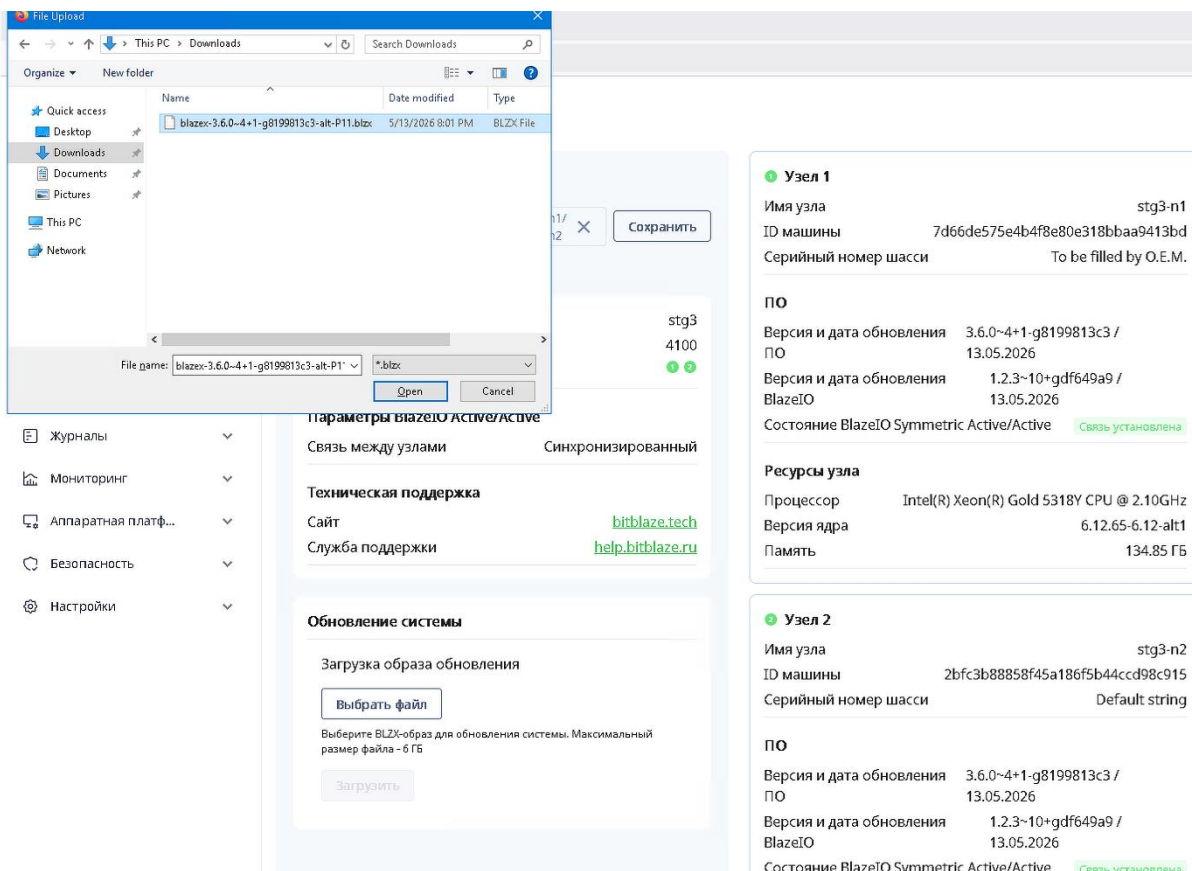 File Upload
This PC > Downloads
Search Downloads
Organize
New folder
Name
Date modified
Type
Quick access
Desktop
Downloads
Documents
Pictures
This PC
Network
blazex-3.6.0~4+1-g8199813c3-alt-P11.blzx 5/13/2026 8:01 PM BLZX File
File name: blazex-3.6.0~4+1-g8199813c3-alt-P1
*.blzx
Open
Cancel
Журналы
Мониторинг
Аппаратная платф...
Безопасность
Настройки
n1/
n2
Сохранить
stg3
4100
1 2
Параметры BlazeIO Active/Active
Связь между узлами Синхронизированный
Техническая поддержка
Сайт bitblaze.tech
Служба поддержки help.bitblaze.ru
Обновление системы
Загрузка образа обновления
Выбрать файл
Выберите BLZX-образ для обновления системы. Максимальный
размер файла - 6 ГБ
Загрузить
1 Узел 1
Имя узла stg3-n1
ID машины 7d66de575e4b4f8e80e318bbaa9413bd
Серийный номер шасси To be filled by O.E.M.
ПО
Версия и дата обновления 3.6.0~4+1-g8199813c3 /
ПО 13.05.2026
Версия и дата обновления 1.2.3~10+gdf649a9 /
BlazeIO 13.05.2026
Состояние BlazeIO Symmetric Active/Active Связь установлена
Ресурсы узла
Процессор Intel(R) Xeon(R) Gold 5318Y CPU @ 2.10GHz
Версия ядра 6.12.65-6.12-alt1
Память 134.85 ГБ
2 Узел 2
Имя узла stg3-n2
ID машины 2bfc3b88858f45a186f5b44ccd98c915
Серийный номер шасси Default string
ПО
Версия и дата обновления 3.6.0~4+1-g8199813c3 /
ПО 13.05.2026
Версия и дата обновления 1.2.3~10+gdf649a9 /
BlazeIO 13.05.2026
Состояние BlazeIO Symmetric Active/Active Связь установлена